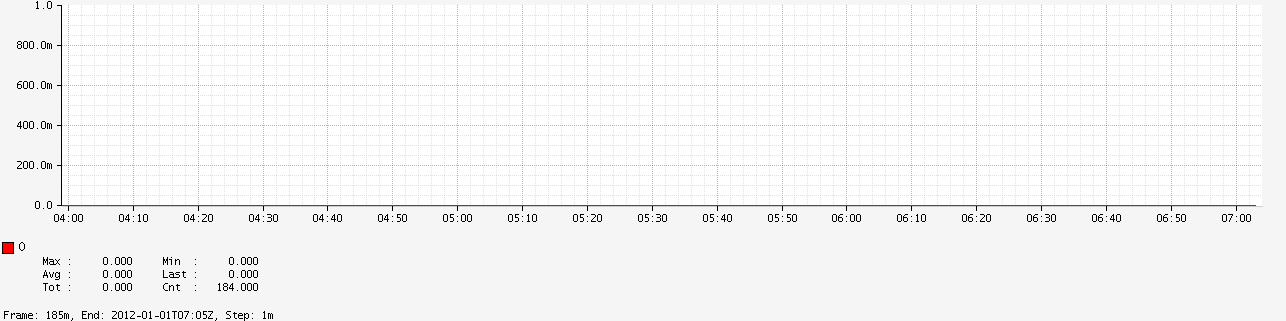 1.0
800.0m
600.0m
400.0m
200.0m
0.0
04:00 04:10 04:20 04:30 04:40 04:50 05:00 05:10 05:20 05:30 05:40 05:50 06:00 06:10 06:20 06:30 06:40 06:50 07:00
0
Max : 0.000 Min : 0.000
Avg : 0.000 Last : 0.000
Tot : 0.000 Cnt : 184.000
Frame: 185m, End: 2012-01-01T07:05Z, Step: 1m